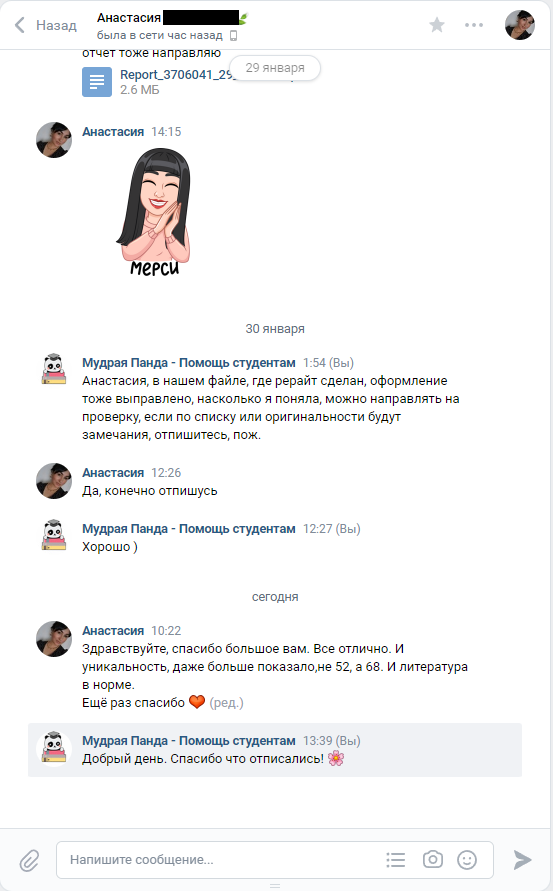 Назад
Анастасия
была в сети час назад
отчет тоже направляю
29 января
Report_3706041_29_
2.6 МБ
Анастасия 14:15
МЕРСИ
30 января
Мудрая Панда - Помощь студентам 1:54 (Вы)
Анастасия, в нашем файле, где рерайт сделан, оформление
тоже выправлено, насколько я поняла, можно направлять на
проверку, если по списку или оригинальности будут
замечания, отпишитесь, пож.
Анастасия 12:26
Да, конечно отпишусь
Мудрая Панда - Помощь студентам 12:27 (Вы)
Хорошо )
сегодня
Анастасия 10:22
Здравствуйте, спасибо большое вам. Все отлично. И
уникальность, даже больше показало,не 52, а 68. И литература
в норме.
Ещё раз спасибо ❤ (ред.)
Мудрая Панда - Помощь студентам 13:39 (Вы)
Добрый день. Спасибо что отписались! 🌸
Напишите сообщение...